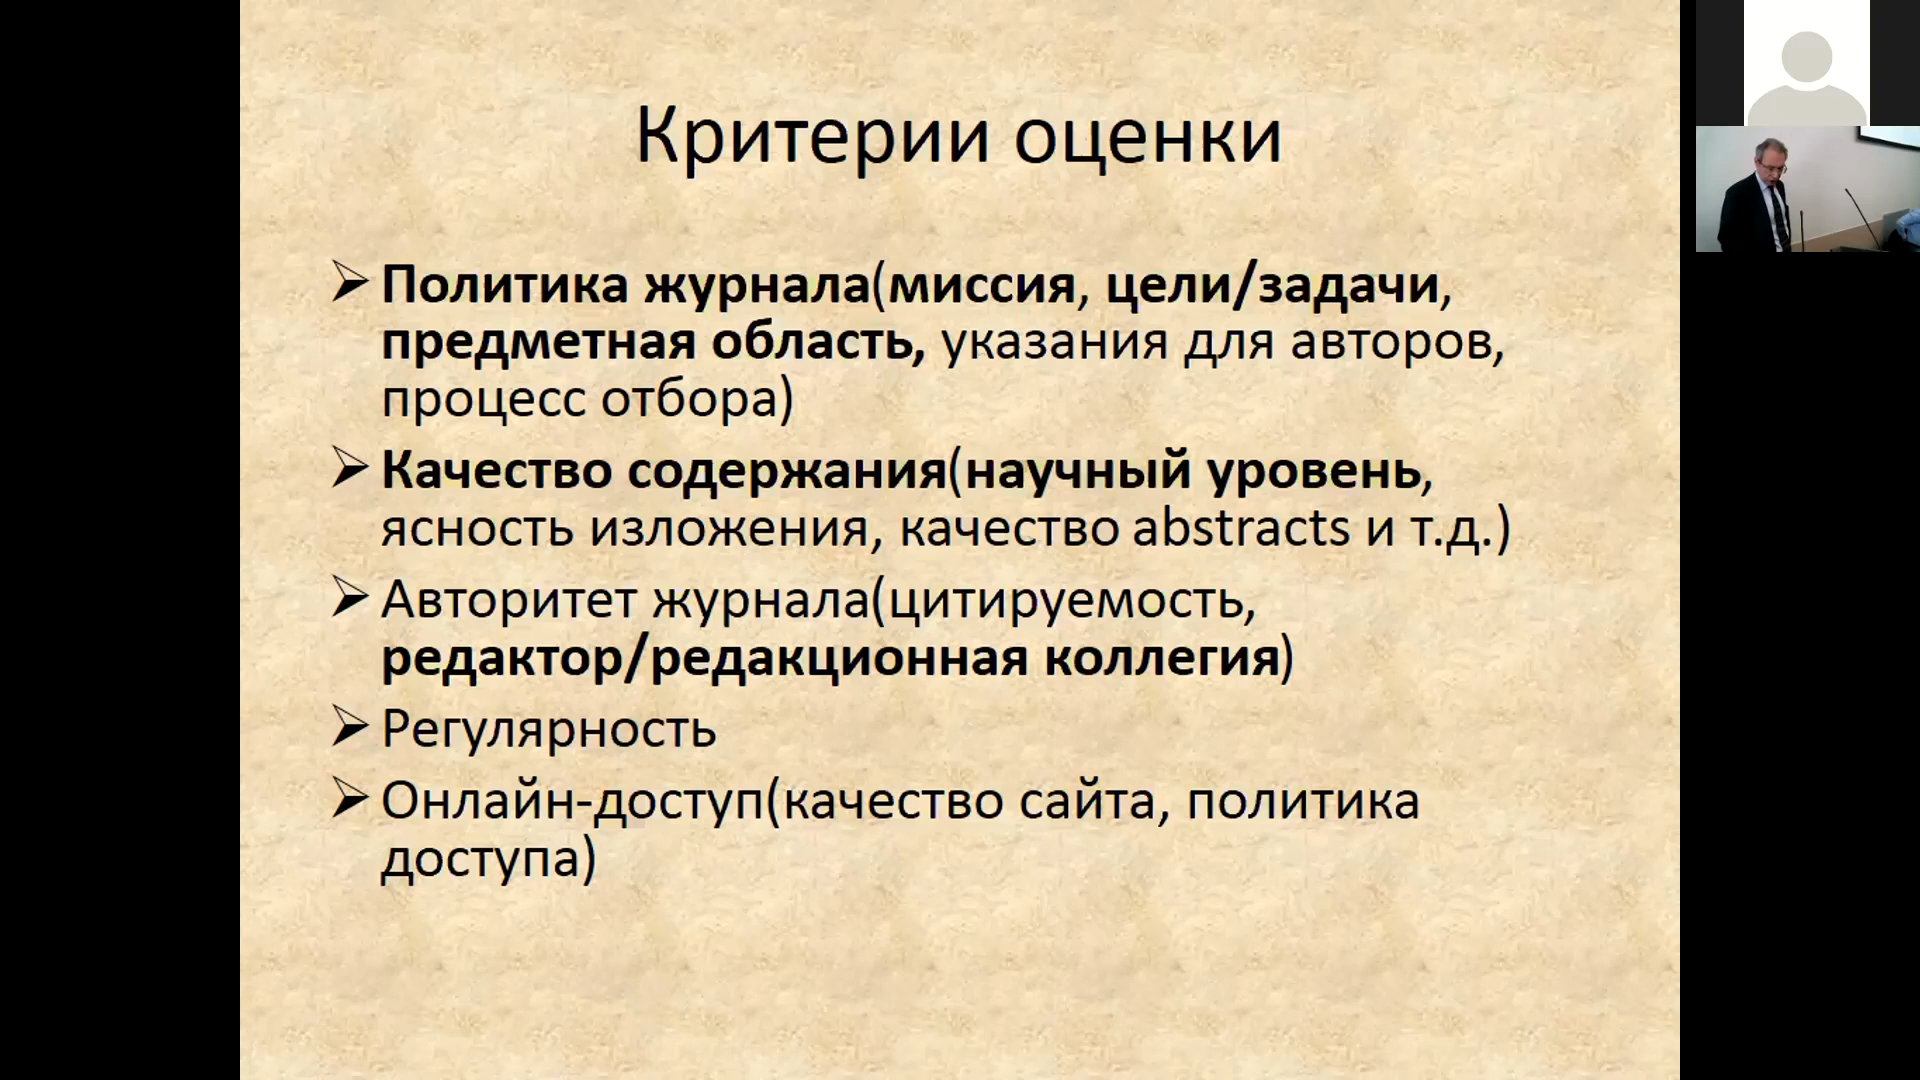 Критерии оценки
➢Политика журнала(миссия, цели/задачи,
предметная область, указания для авторов,
процесс отбора)
➢Качество содержания(научный уровень,
ясность изложения, качество abstracts и т.д.)
➢Авторитет журнала(цитируемость,
редактор/редакционная коллегия)
➢Регулярность
➢Онлайн-доступ(качество сайта, политика
доступа)